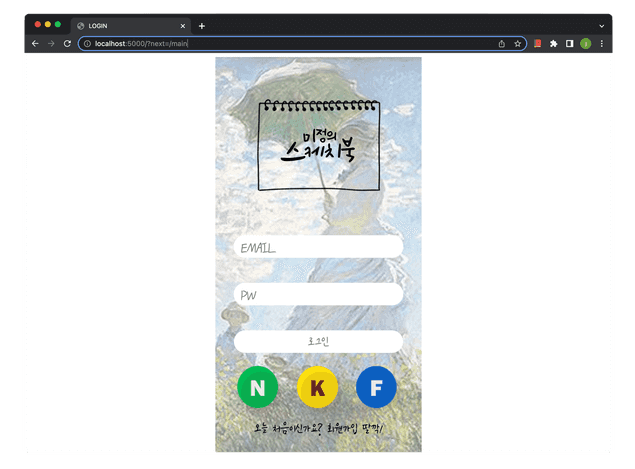 LOGIN
localhost:5000/?next=/main
미정의
스케치북
EMAIL
PW
로그인
N K F
오늘 처음이신가요? 회원가입 딸깍!